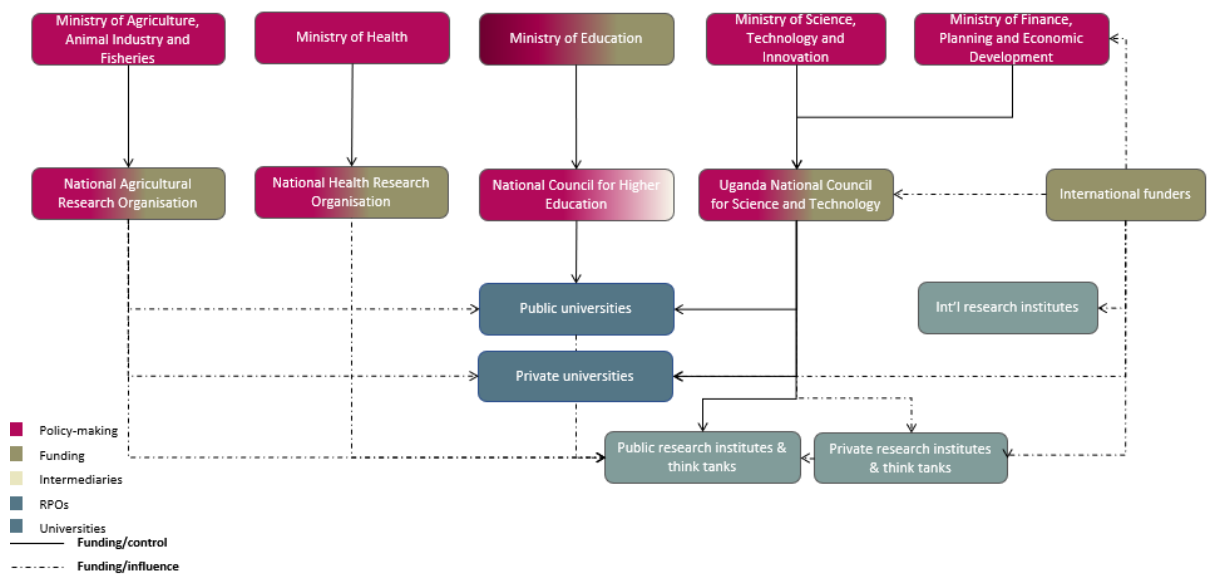 Ministry of Agriculture,
Animal Industry and
Fisheries
Ministry of Health
Ministry of Education
Ministry of Science,
Technology and
Innovation
Ministry of Finance,
Planning and Economic
Development
National Agricultural
Research Organisation
National Health Research
Organisation
National Council for Higher
Education
Uganda National Council
for Science and Technology
International funders
Public universities
Int'l research institutes
Private universities
Public research institutes &
think tanks
Private research institutes
& think tanks
Policy-making
Funding
Intermediaries
RPOs
Universities
Funding/control
Funding/influence